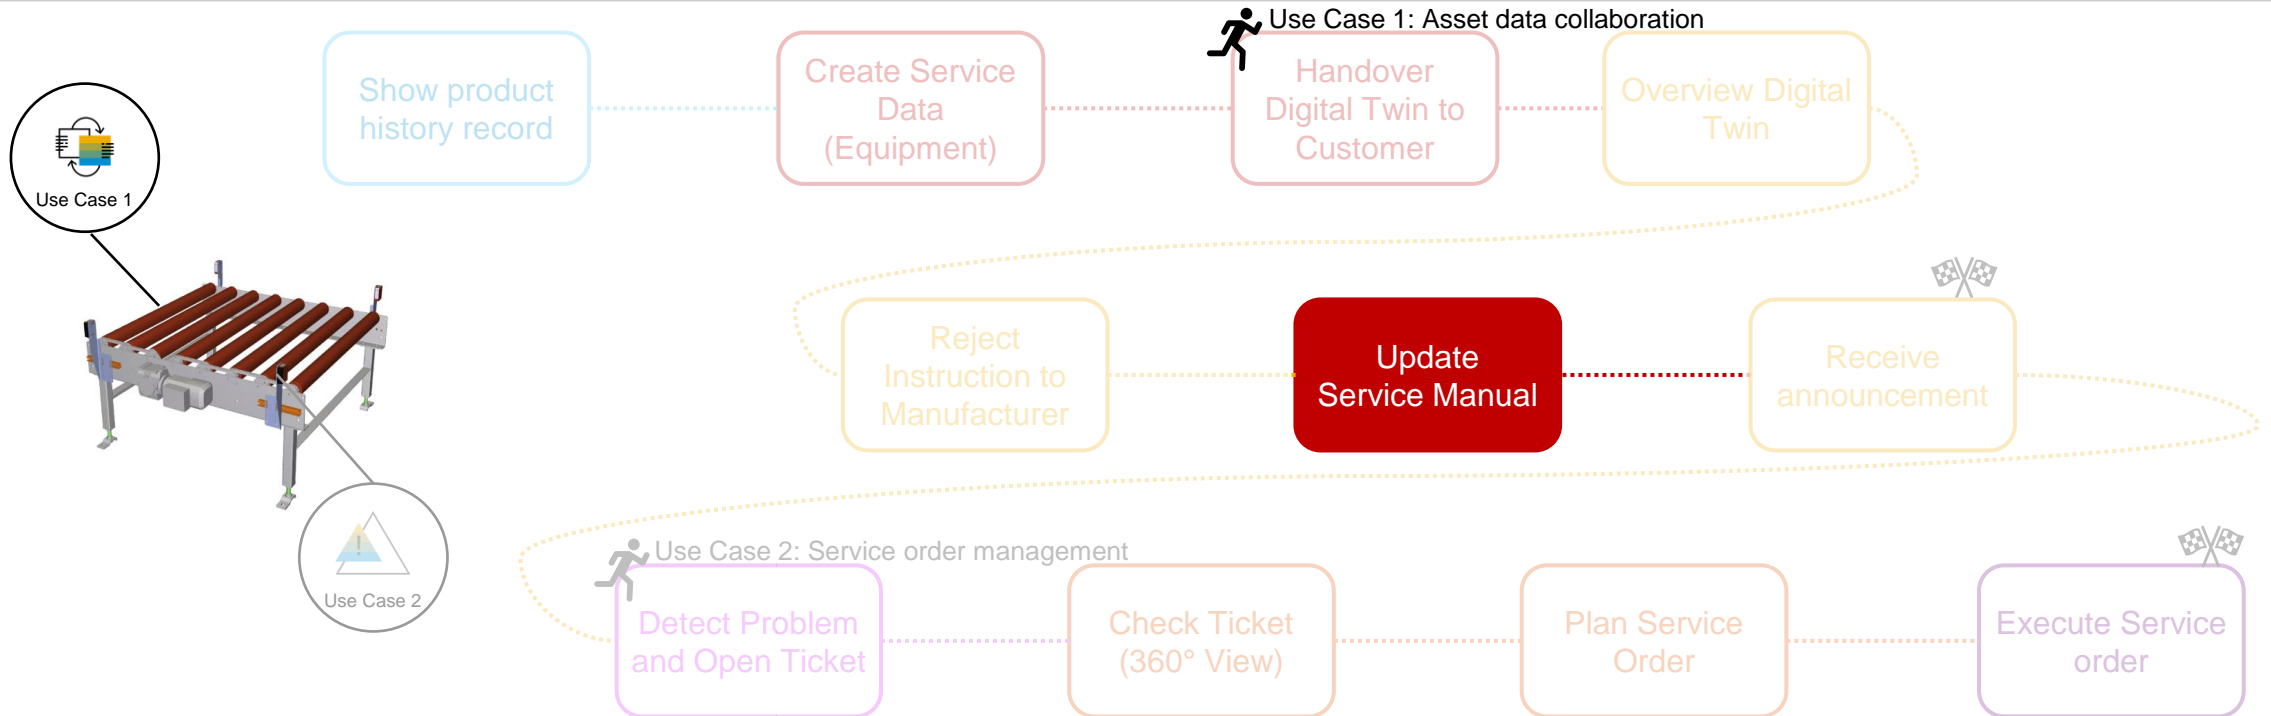 Use Case 1: Asset data collaboration
Show product
history record
Create Service
Data
(Equipment)
Handover
Digital Twin to
Customer
Overview Digital
Twin
Use Case 1
Reject
Instruction to
Manufacturer
Update
Service Manual
Receive
announcement
Use Case 2
Use Case 2: Service order management
Detect Problem
and Open Ticket
Check Ticket
(360° View)
Plan Service
Order
Execute Service
order